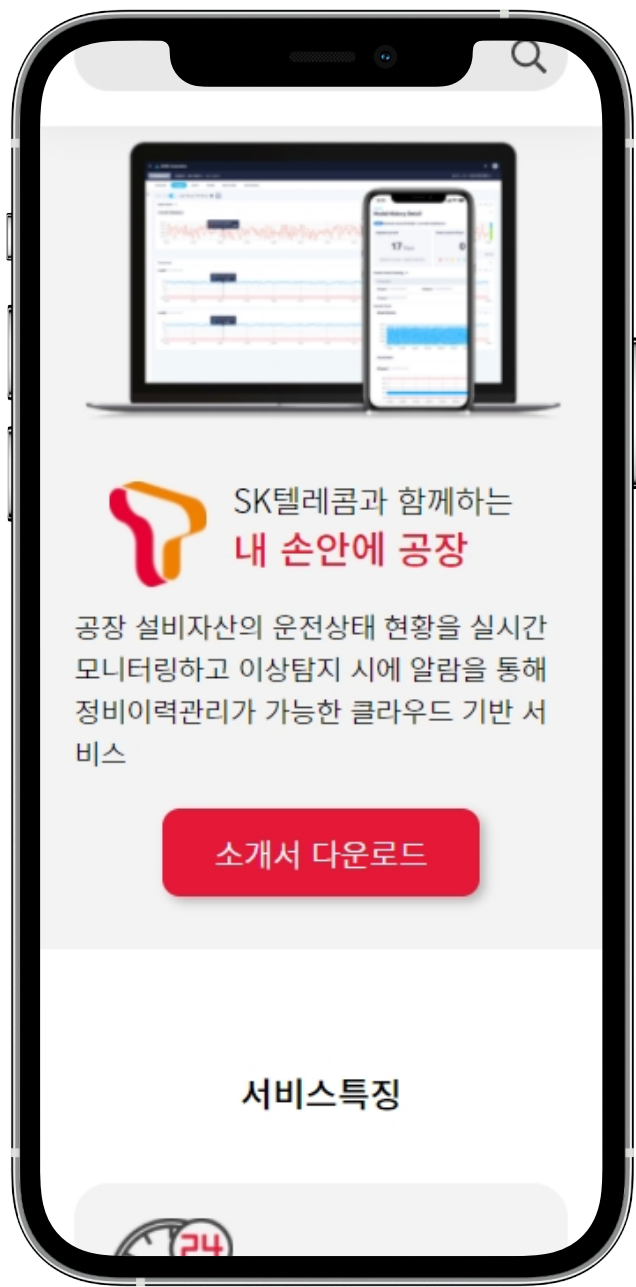 SK텔레콤과 함께하는
내 손안에 공장
공장 설비자산의 운전상태 현황을 실시간
모니터링하고 이상탐지 시에 알람을 통해
정비이력관리가 가능한 클라우드 기반 서
비스
소개서 다운로드
서비스특징
24